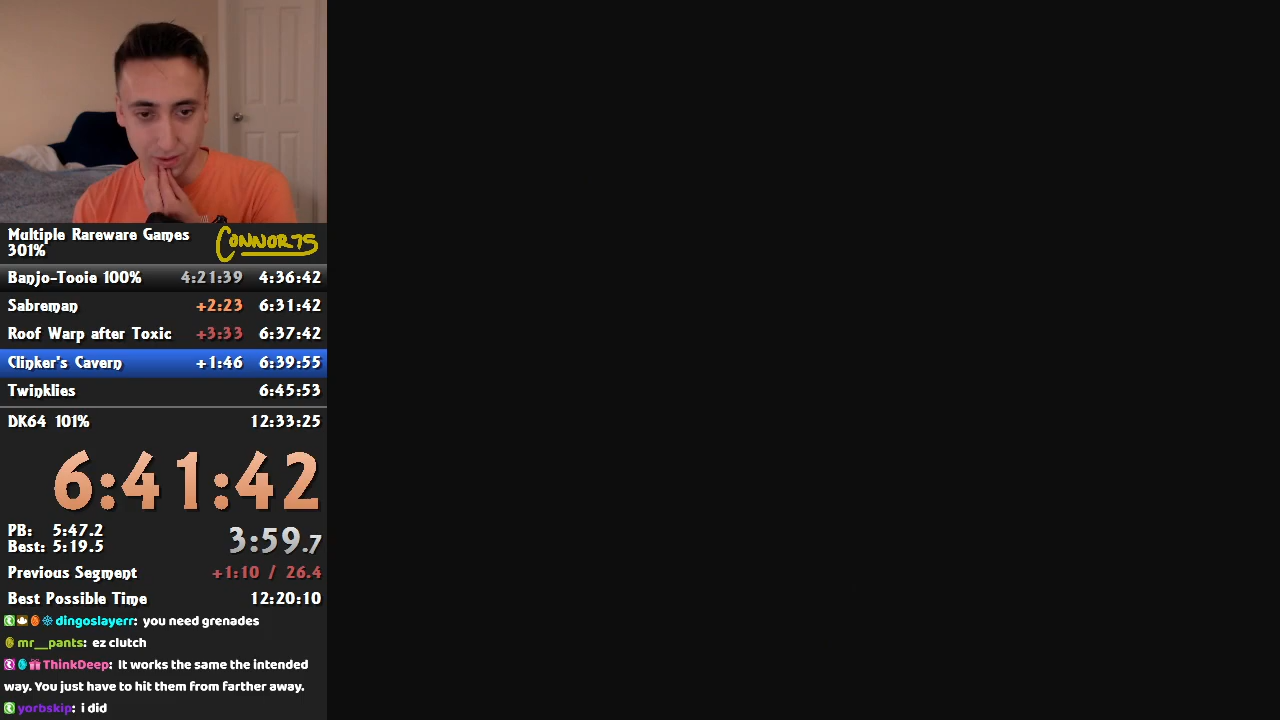 Multiple Rareware Games
301%
CONNOR75
Banjo-Tooie 100% 4:21:39 4:36:42
Sabreman +2:23 6:31:42
Roof Warp after Toxic +3:33 6:37:42
Clinker's Cavern +1:46 6:39:55
Twinklies 6:45:53
DK64 101% 12:33:25
6:41:42
PB: 5:47.2
Best: 5:19.5
3:59.7
Previous Segment +1:10 / 26.4
Best Possible Time 12:20:10
dingoslayerr: you need grenades
mr__pants: ez clutch
ThinkDeep: It works the same the intended
way. You just have to hit them from farther away.
yorbskip: i did